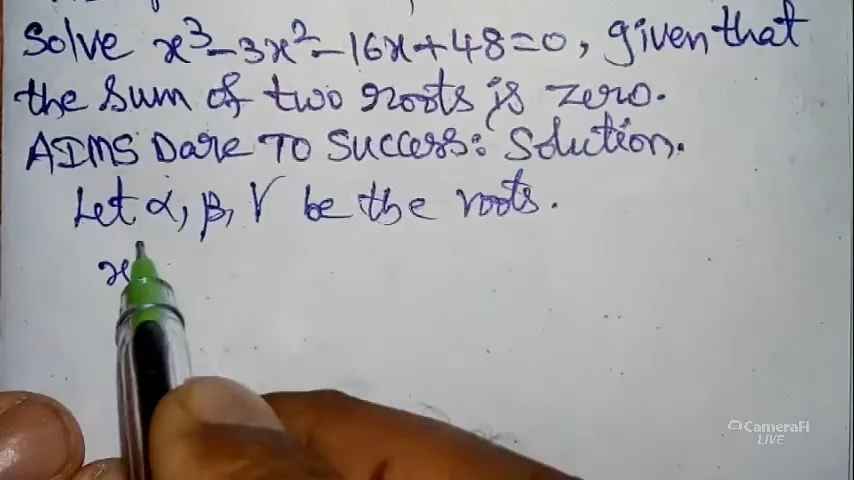 Solve x³-3x²-16x+48=0, given that
the sum of two roots is zero.
ADMS Dare To Success: Solution.
Let α, β, γ be the roots.
x
CameraFi
LIVE